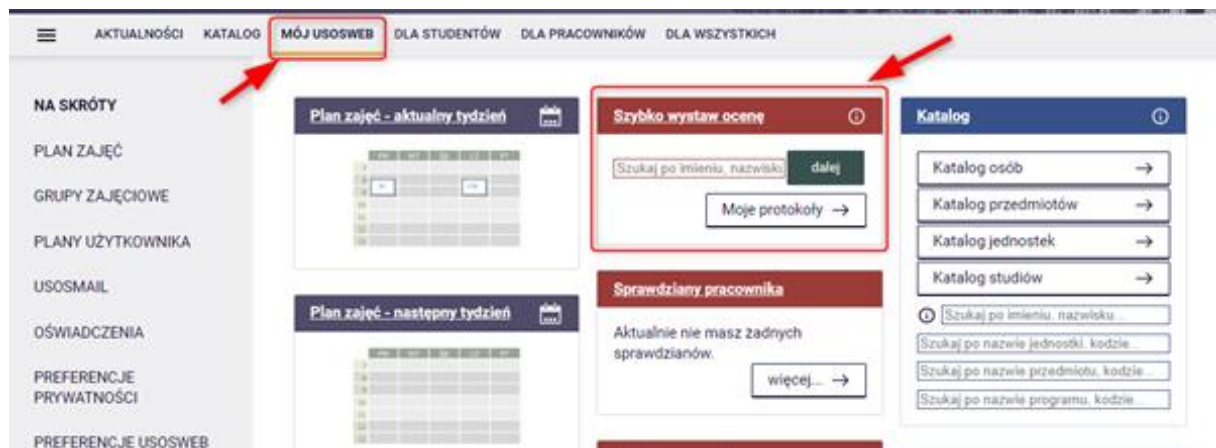 AKTUALNOŚCI KATALOG MÓJ USOSWEB DLA STUDENTÓW DLA PRACOWNIKÓW DLA WSZYSTKICH
NA SKRÓTY
PLAN ZAJĘĆ
GRUPY ZAJĘCIOWE
PLANY UŻYTKOWNIKA
USOSMAIL
OŚWIADCZENIA
PREFERENCJE
PRYWATNOŚCI
PREFERENCJE USOSWEB
Plan zajęć - aktualny tydzień
Plan zajęć - następny tydzień
Szybko wystaw ocenę
Szukaj po imieniu, nazwisku
dalej
Moje protokoły →
Sprawdziany pracownika
Aktualnie nie masz żadnych
sprawdzianów.
więcej... →
Katalog
Katalog osób →
Katalog przedmiotów →
Katalog jednostek →
Katalog studiów →
Szukaj po imieniu, nazwisku...
Szukaj po nazwie jednostki, kodzie...
Szukaj po nazwie przedmiotu, kodzie...
Szukaj po nazwie programu, kodzie...